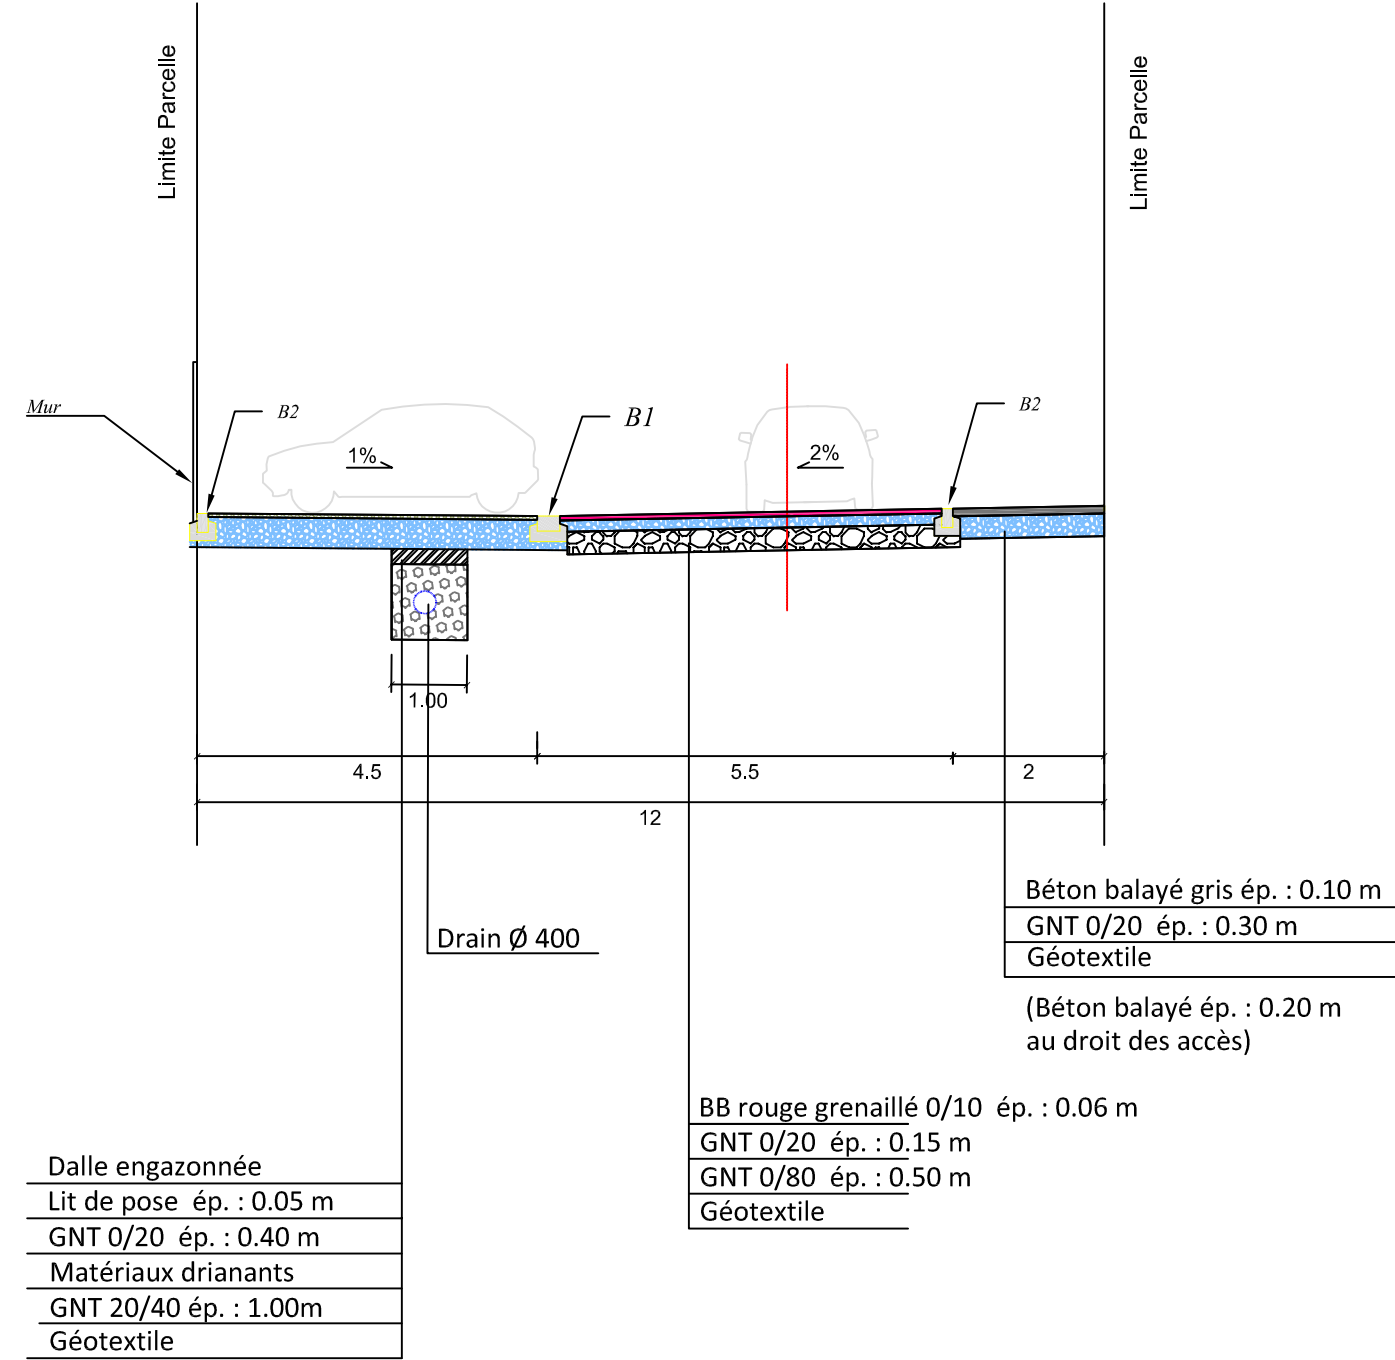 Limite Parcelle
Limite Parcelle
Mur
B2
B1
B2
1%
2%
1.00
4.5
5.5
2
12
Béton balayé gris ép. : 0.10 m
GNT 0/20 ép. : 0.30 m
Géotextile
(Béton balayé ép. : 0.20 m
au droit des accès)
Drain Ø 400
BB rouge grenaillé 0/10 ép. : 0.06 m
GNT 0/20 ép. : 0.15 m
GNT 0/80 ép. : 0.50 m
Géotextile
Dalle engazonnée
Lit de pose ép. : 0.05 m
GNT 0/20 ép. : 0.40 m
Matériaux drianants
GNT 20/40 ép. : 1.00m
Géotextile